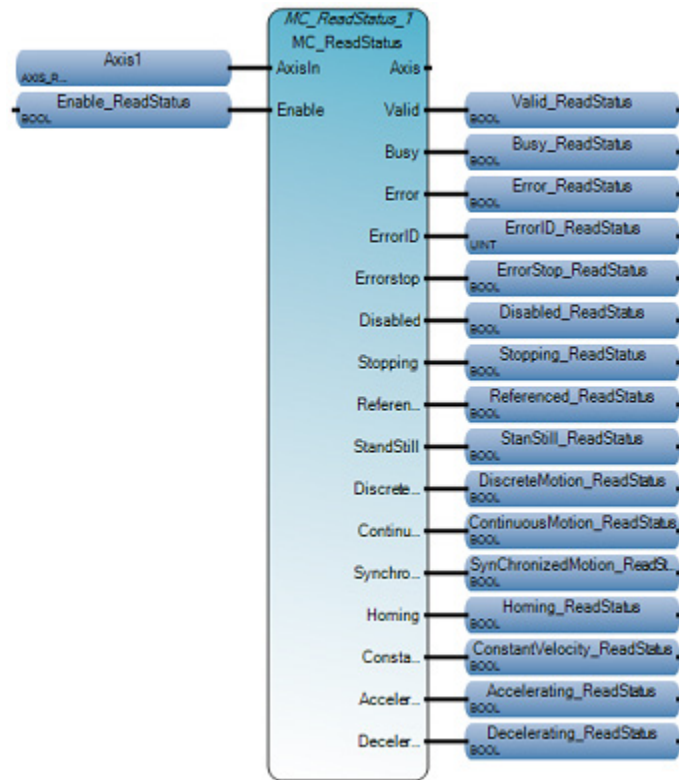 MC_ReadStatus_1
MC_ReadStatus
Axis1
AXIS_R...
AxisIn
Axis
Enable_ReadStatus
BOOL
Enable
Valid
Valid_ReadStatus
BOOL
Busy
Busy_ReadStatus
BOOL
Error
Error_ReadStatus
BOOL
ErrorID
ErrorID_ReadStatus
UINT
Errorstop
ErrorStop_ReadStatus
BOOL
Disabled
Disabled_ReadStatus
BOOL
Stopping
Stopping_ReadStatus
BOOL
Referen...
Referenced_ReadStatus
BOOL
StandStill
StanStill_ReadStatus
BOOL
Discrete...
DiscreteMotion_ReadStatus
BOOL
Continu...
ContinuousMotion_ReadStatus
BOOL
Synchro...
SynChronizedMotion_ReadSt...
BOOL
Homing
Homing_ReadStatus
BOOL
Consta...
ConstantVelocity_ReadStatus
BOOL
Acceler...
Accelerating_ReadStatus
BOOL
Deceler...
Decelerating_ReadStatus
BOOL